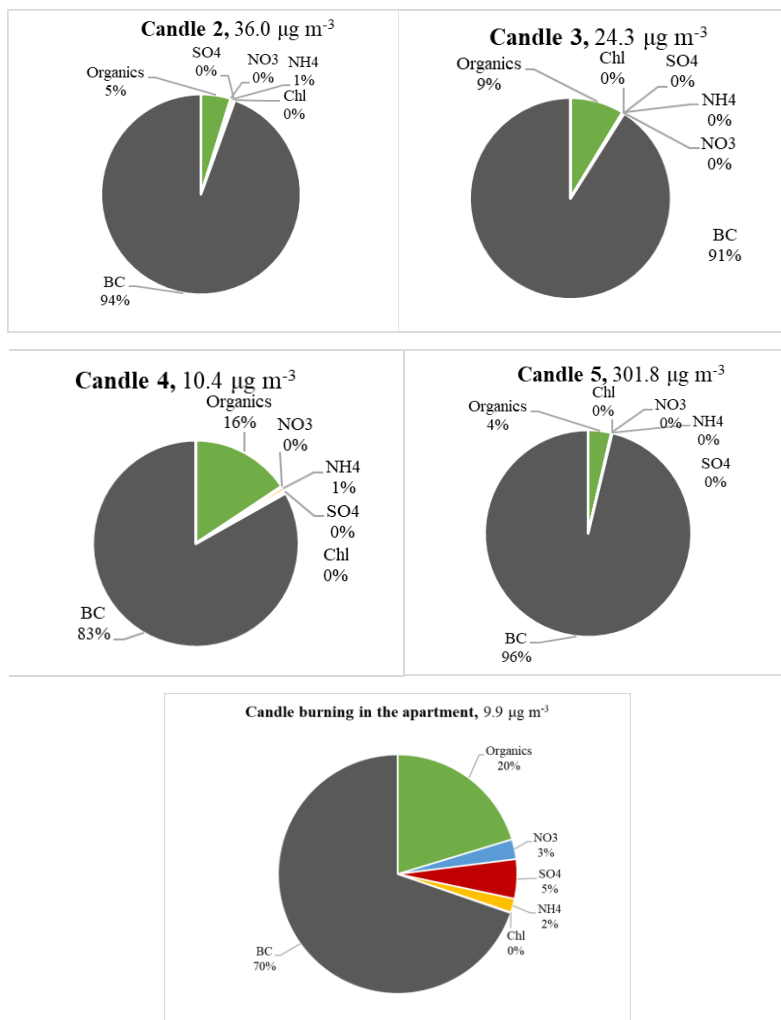 Candle 2, 36.0 µg m-3
SO4
0%
NO3
0%
NH4
1%
Organics
5%
Chl
0%
BC
94%
Candle 3, 24.3 µg m-3
Organics
9%
Chl
0%
SO4
0%
NH4
0%
NO3
0%
BC
91%
Candle 4, 10.4 µg m-3
Organics
16%
NO3
0%
NH4
1%
SO4
0%
Chl
0%
BC
83%
Candle 5, 301.8 µg m-3
Organics
4%
Chl
0%
NO3
0%
NH4
0%
SO4
0%
BC
96%
Candle burning in the apartment, 9.9 µg m-3
Organics
20%
NO3
3%
SO4
5%
NH4
2%
Chl
0%
BC
70%